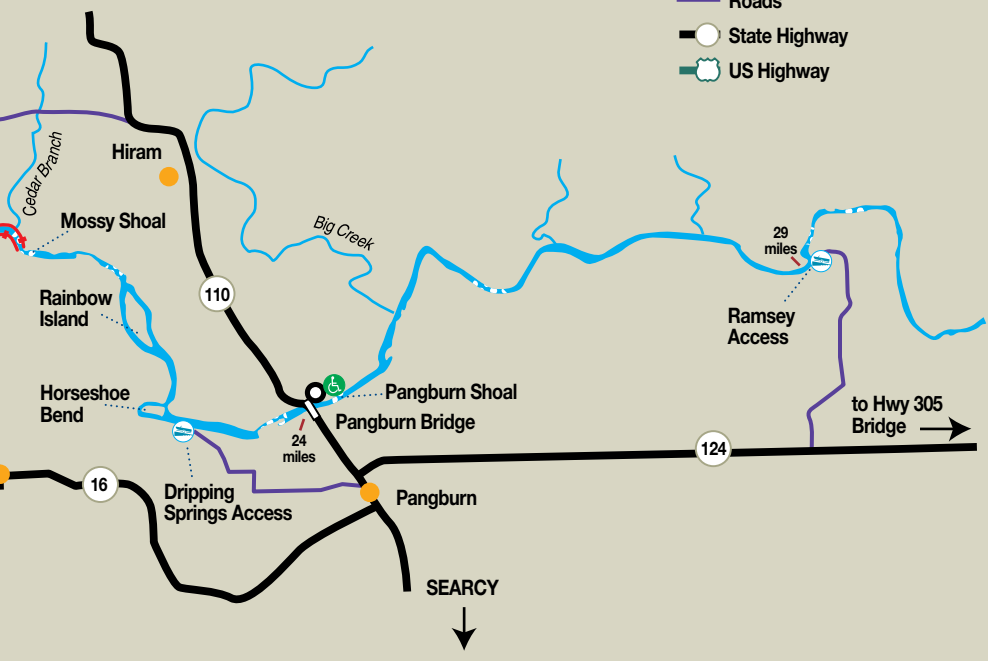 Roads
State Highway
US Highway
Hiram
Cedar Branch
Mossy Shoal
Big Creek
29
miles
Rainbow
Island
110
Ramsey
Access
Horseshoe
Bend
Pangburn Shoal
Pangburn Bridge
24
miles
to Hwy 305
Bridge
124
16
Dripping
Springs Access
Pangburn
SEARCY